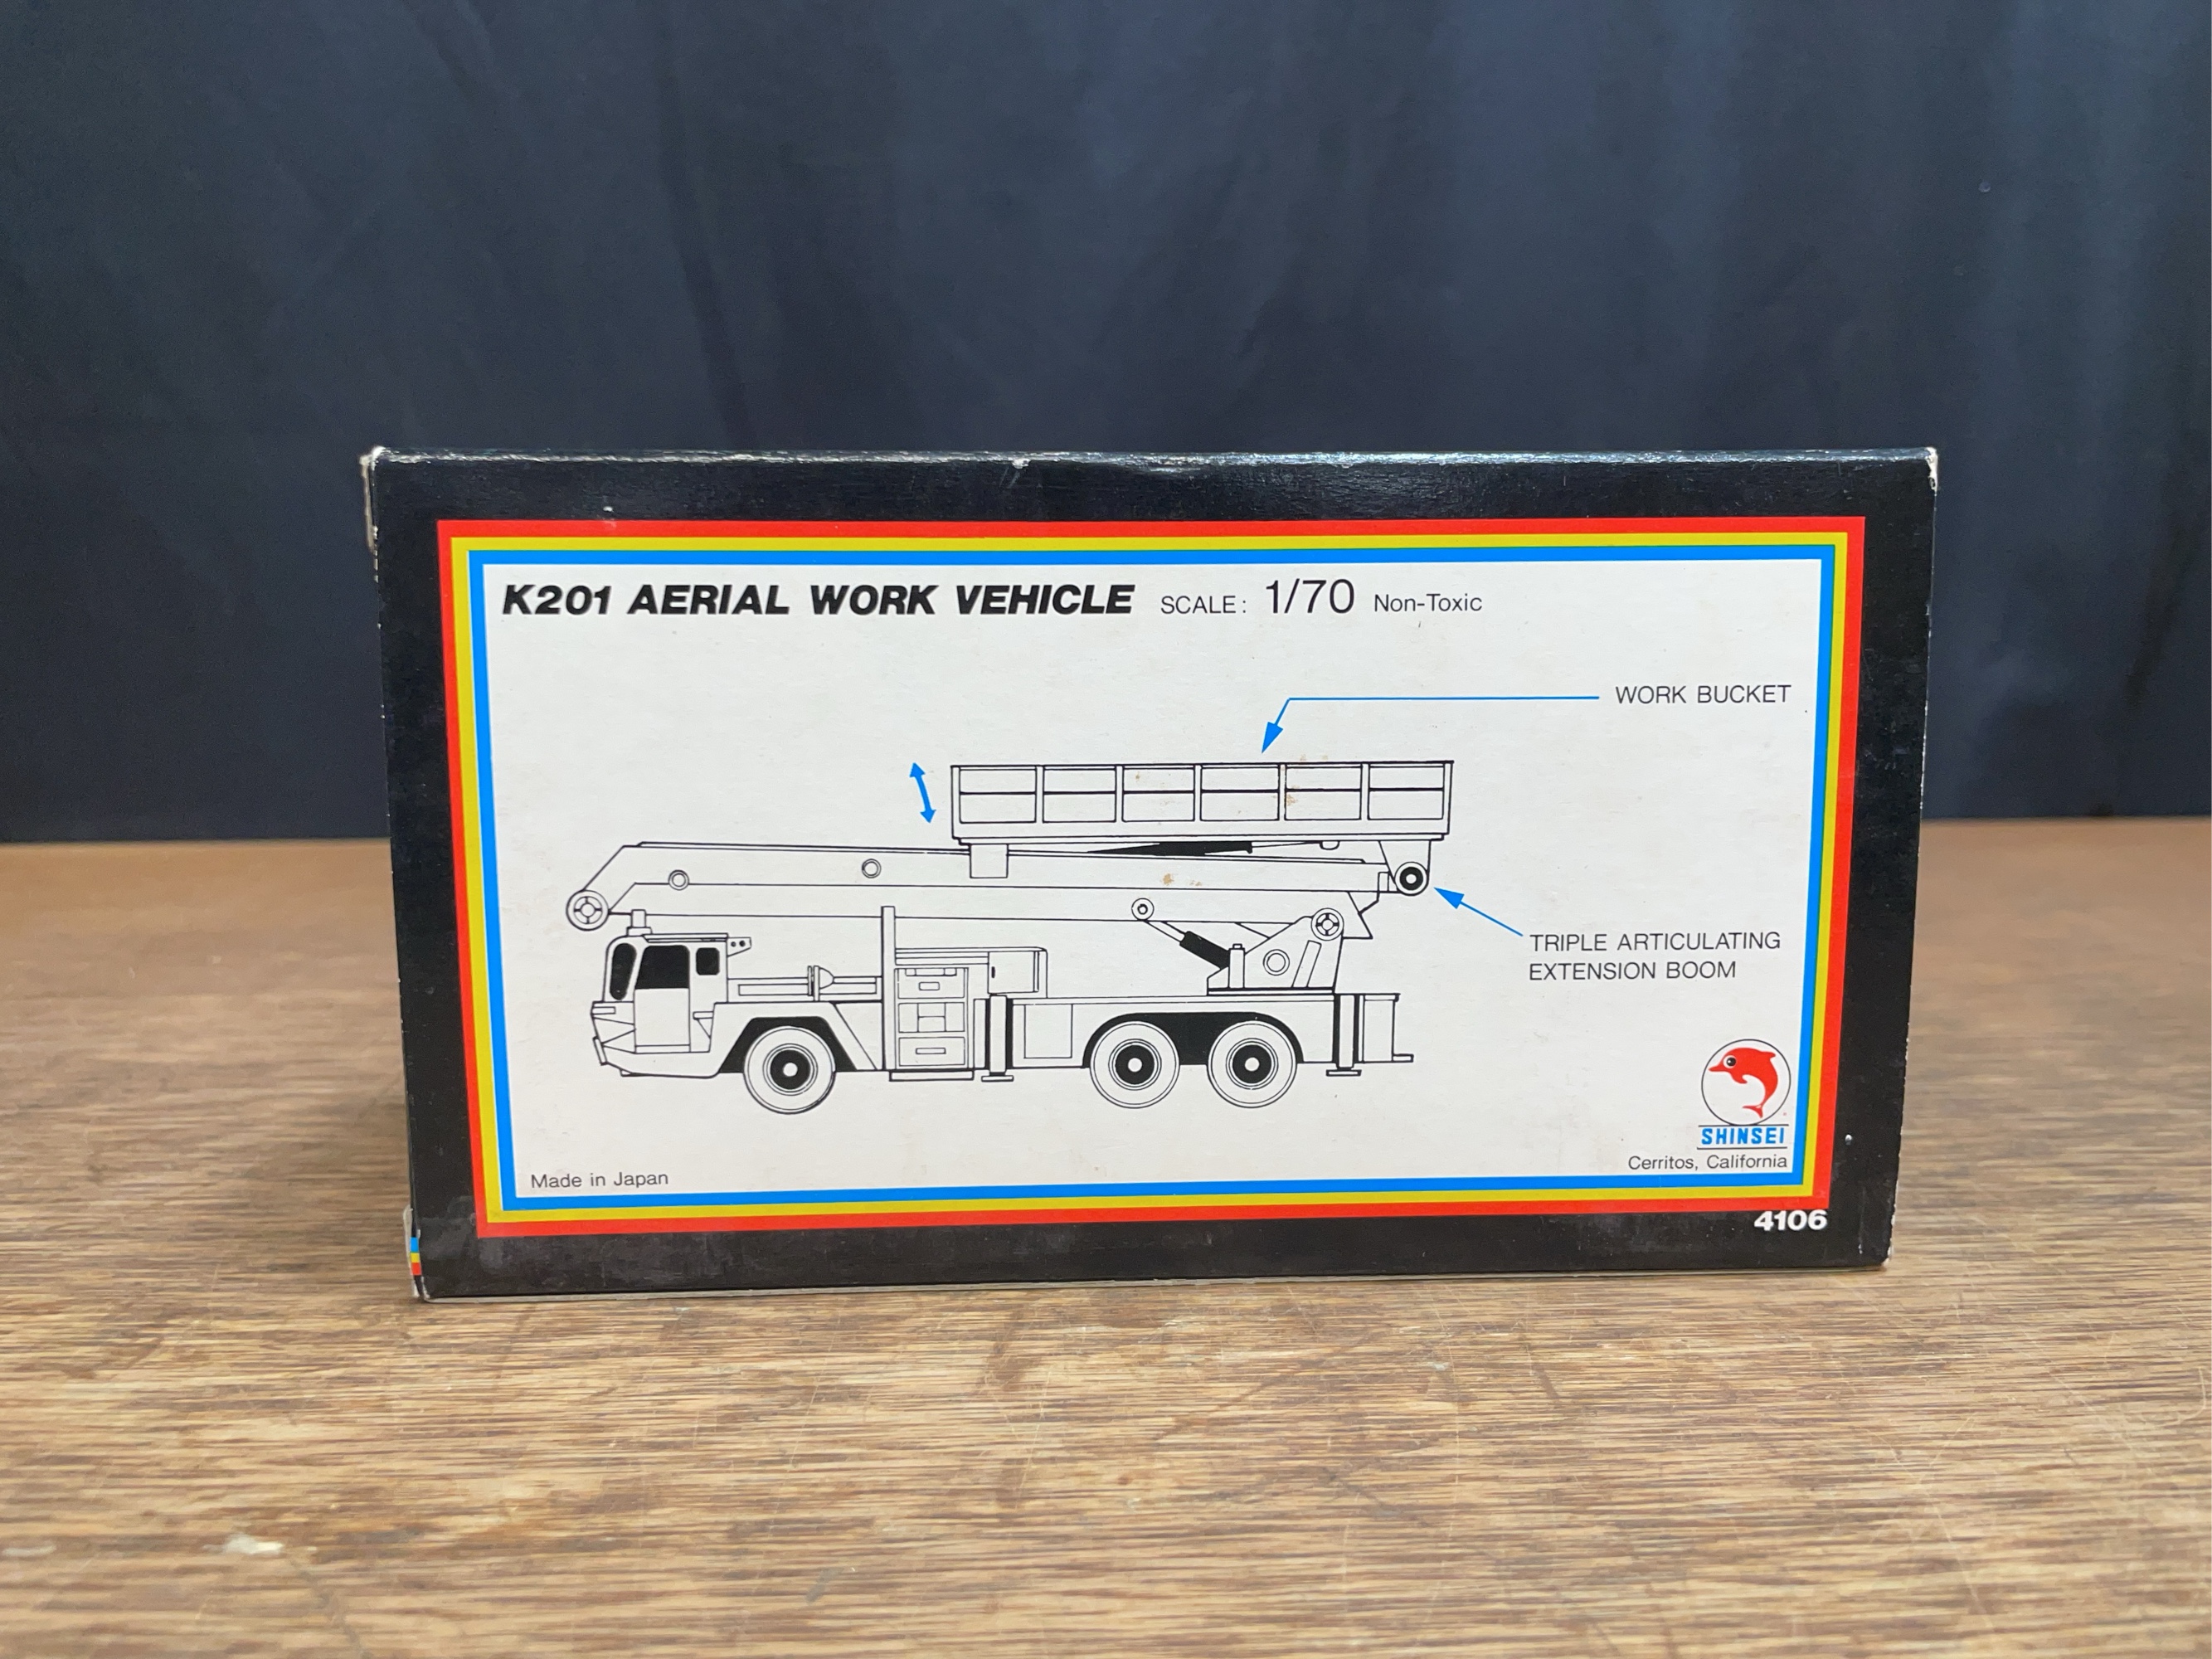 K201 AERIAL WORK VEHICLE SCALE: 1/70 Non-Toxic
WORK BUCKET
TRIPLE ARTICULATING
EXTENSION BOOM
SHINSEI
Cerritos, California
Made in Japan
4106